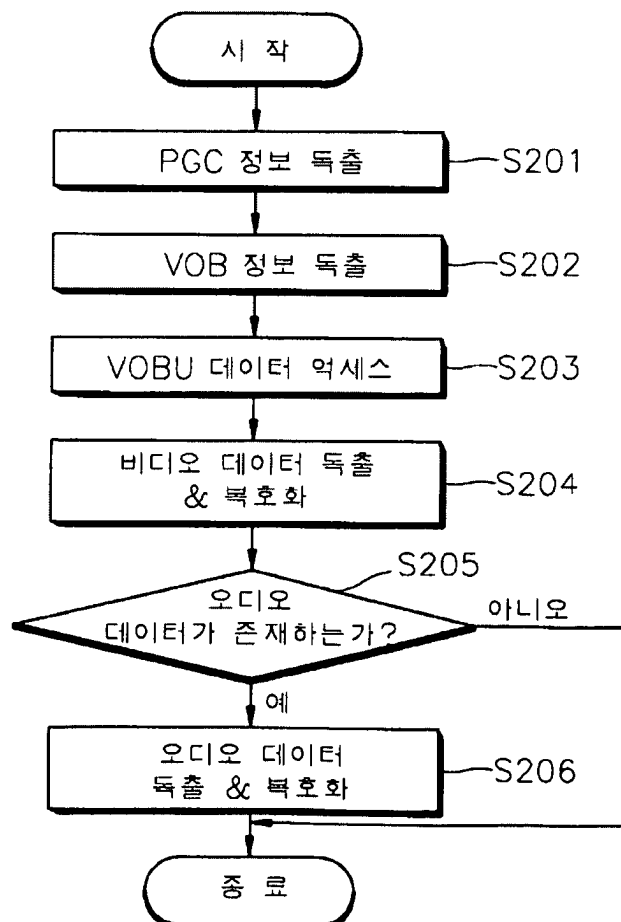 시 작
PGC 정보 독출
S201
VOB 정보 독출
S202
VOBU 데이터 억세스
S203
비디오 데이터 독출
& 복호화
S204
S205
오디오
데이터가 존재하는가?
아니오
예
오디오 데이터
독출 & 복호화
S206
종 료